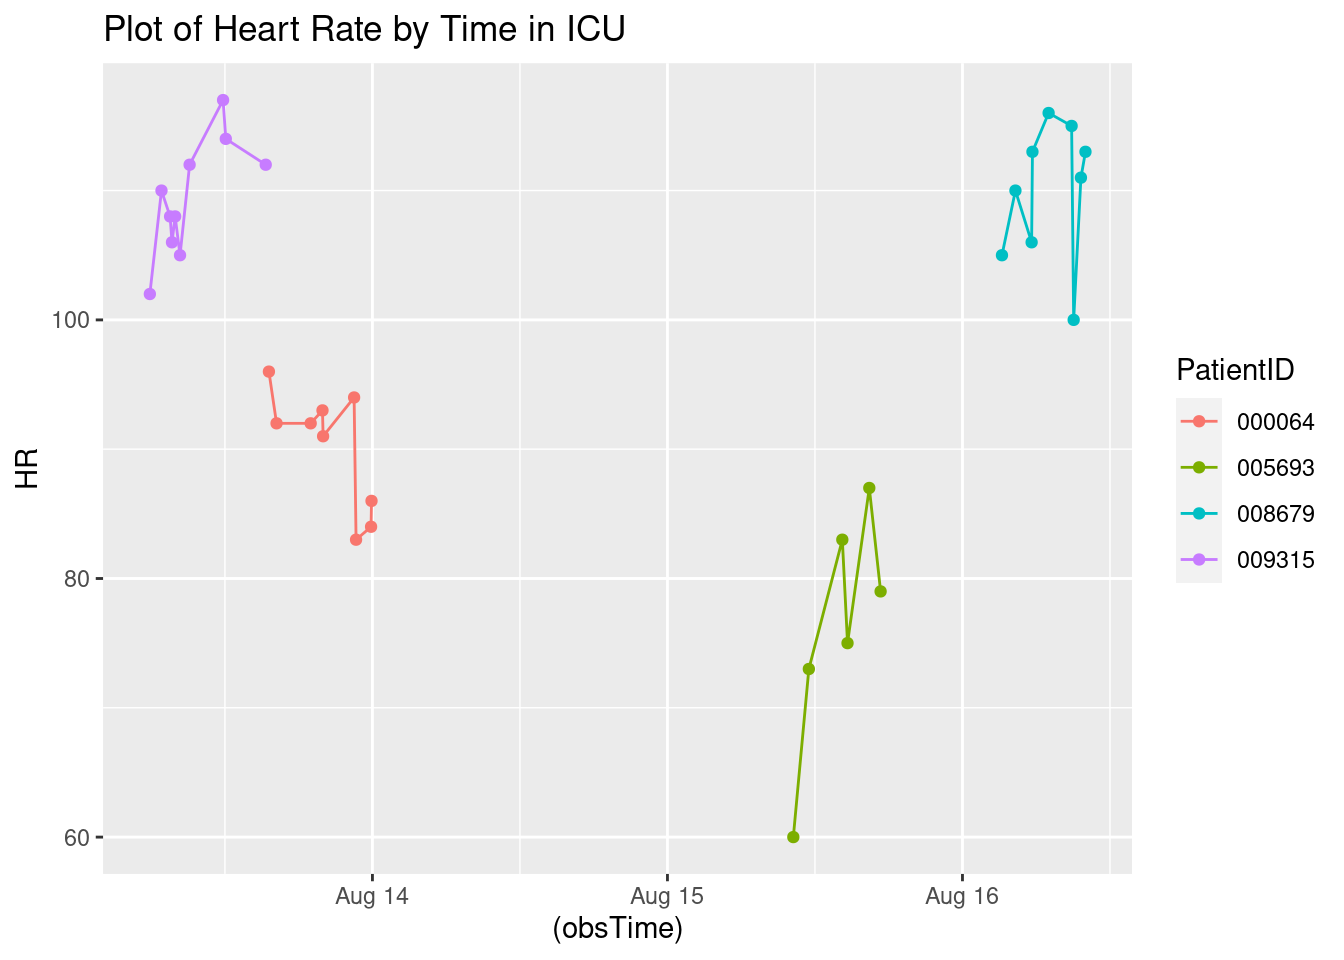 Plot of Heart Rate by Time in ICU
HR
100
80
60
Aug 14
Aug 15
Aug 16
(obsTime)
PatientID
000064
005693
008679
009315